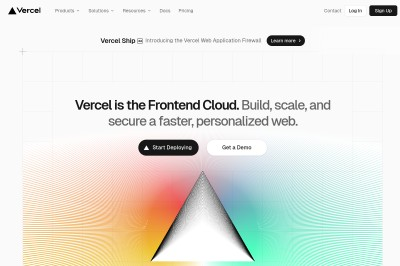 Vercel
Products
Solutions
Resources
Docs
Pricing
Contact
Log In
Sign Up
Vercel Ship Introducing the Vercel Web Application Firewall
Learn more
Vercel is the Frontend Cloud. Build, scale, and
secure a faster, personalized web.
Start Deploying
Get a Demo